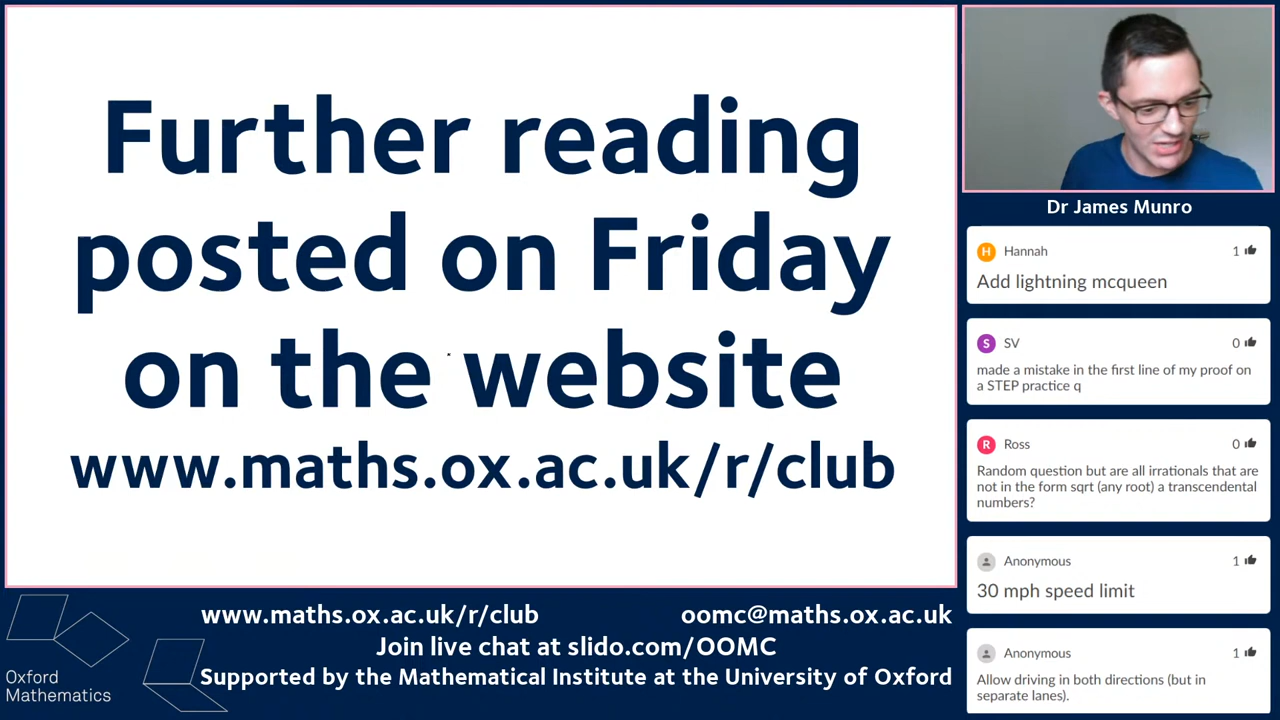 Further reading
posted on Friday
on the website
www.maths.ox.ac.uk/r/club
Dr James Munro
H Hannah 1
Add lightning mcqueen
S SV 0
made a mistake in the first line of my proof on
a STEP practice q
R Ross 0
Random question but are all irrationals that are
not in the form sqrt (any root) a transcendental
numbers?
Anonymous 1
30 mph speed limit
Anonymous 1
Allow driving in both directions (but in
separate lanes).
www.maths.ox.ac.uk/r/club oomc@maths.ox.ac.uk
Join live chat at slido.com/OOMC
Supported by the Mathematical Institute at the University of Oxford
Oxford
Mathematics